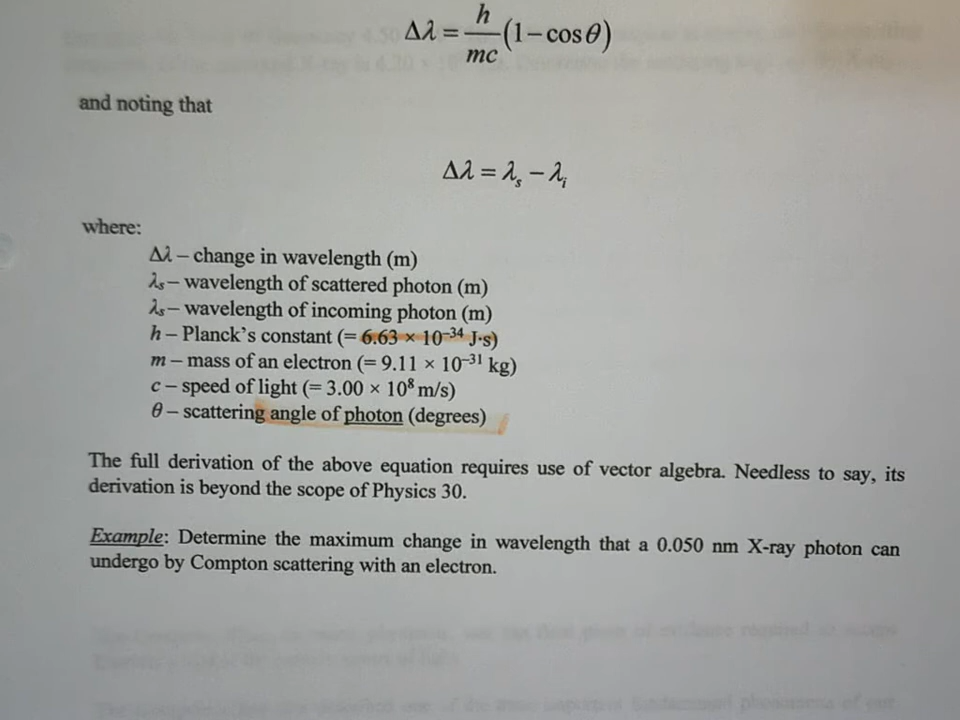 Δλ = h/mc (1 − cos θ)
and noting that
Δλ = λs − λi
where:
Δλ – change in wavelength (m)
λs – wavelength of scattered photon (m)
λs – wavelength of incoming photon (m)
h – Planck's constant (= 6.63 × 10⁻³⁴ J·s)
m – mass of an electron (= 9.11 × 10⁻³¹ kg)
c – speed of light (= 3.00 × 10⁸ m/s)
θ – scattering angle of photon (degrees)
The full derivation of the above equation requires use of vector algebra. Needless to say, its
derivation is beyond the scope of Physics 30.
Example: Determine the maximum change in wavelength that a 0.050 nm X-ray photon can
undergo by Compton scattering with an electron.